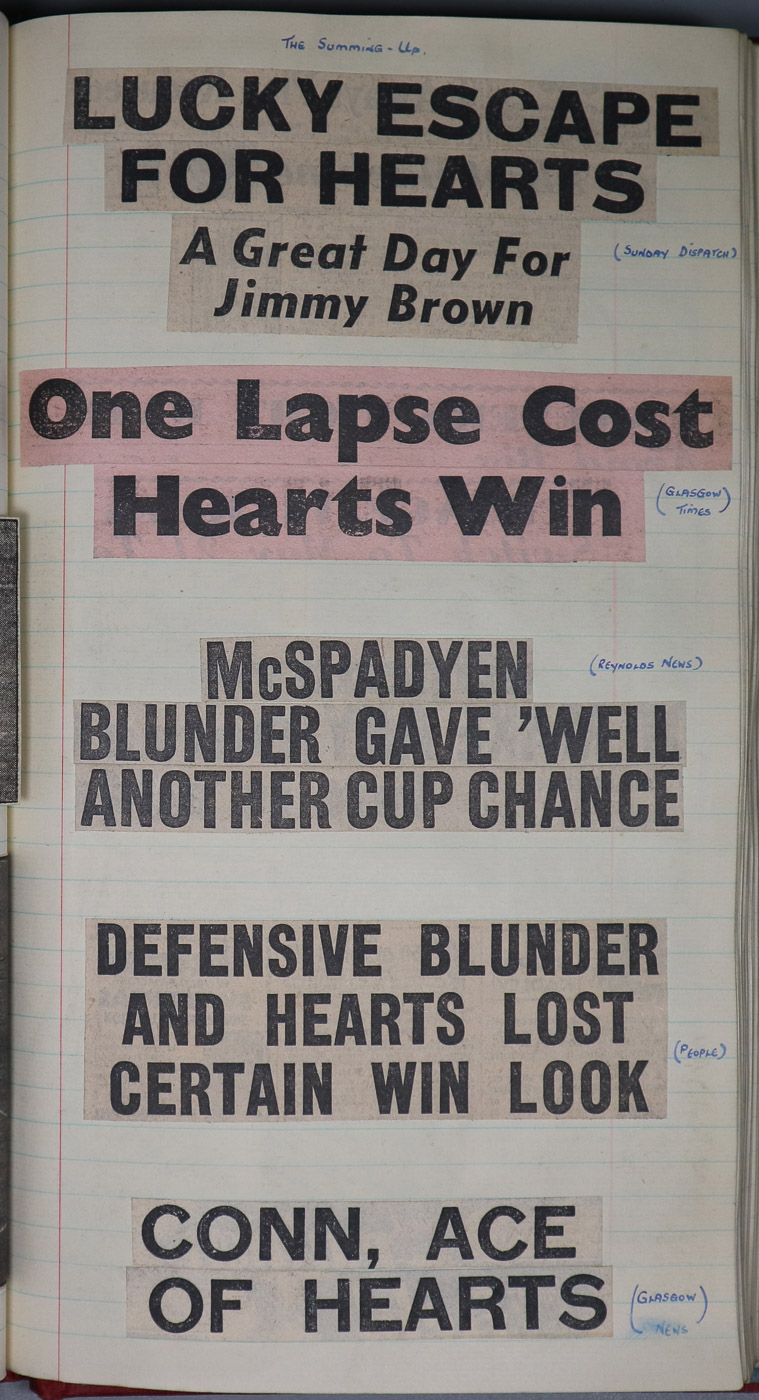 THE SUMMING-UP.
LUCKY ESCAPE
FOR HEARTS
A Great Day For
Jimmy Brown
(SUNDAY DISPATCH)
One Lapse Cost
Hearts Win
(GLASGOW
TIMES)
McSPADYEN
(REYNOLDS NEWS)
BLUNDER GAVE 'WELL
ANOTHER CUP CHANCE
DEFENSIVE BLUNDER
AND HEARTS LOST
CERTAIN WIN LOOK
(PEOPLE)
CONN, ACE
OF HEARTS
(GLASGOW
NEWS)